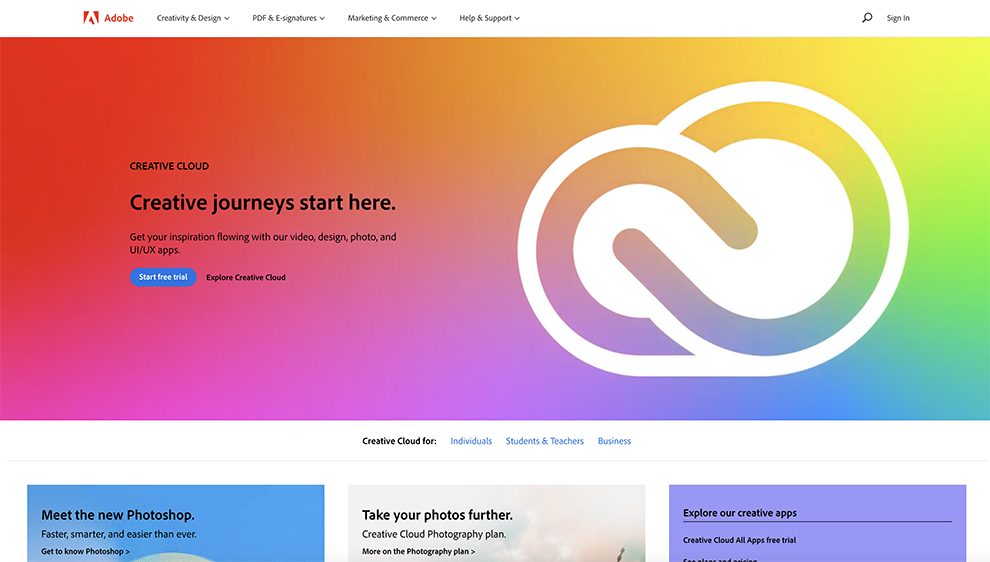 Adobe
Creativity & Design
PDF & E-signatures
Marketing & Commerce
Help & Support
Sign In
CREATIVE CLOUD
Creative journeys start here.
Get your inspiration flowing with our video, design, photo, and
UI/UX apps.
Start free trial
Explore Creative Cloud
Creative Cloud for:
Individuals
Students & Teachers
Business
Meet the new Photoshop.
Faster, smarter, and easier than ever.
Get to know Photoshop >
Take your photos further.
Creative Cloud Photography plan.
More on the Photography plan >
Explore our creative apps
Creative Cloud All Apps free trial
See plans and pricing